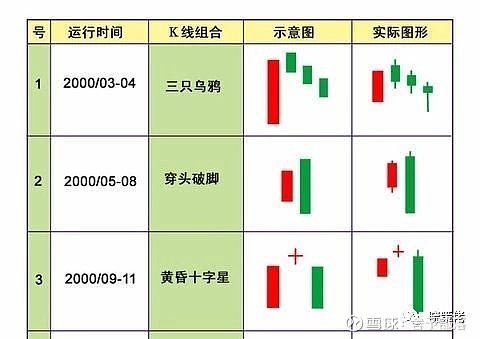 号 运行时间 K线组合 示意图 实际图形
1 2000/03-04 三只乌鸦
2 2000/05-08 穿头破脚
3 2000/09-11 黄昏十字星
雪球